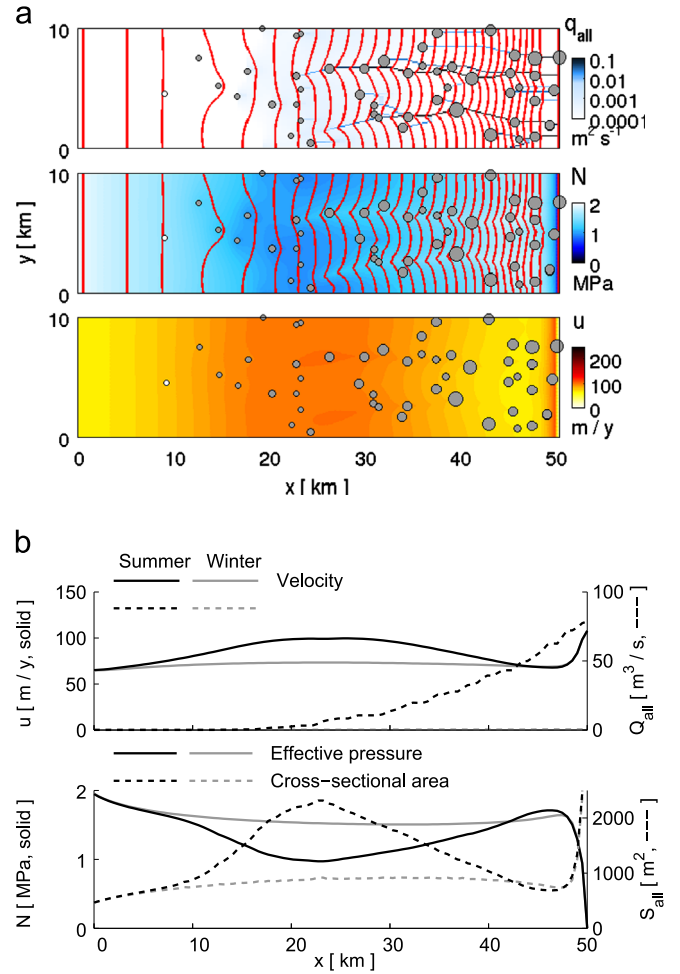 a
q_all
10
0
0.1
0.01
0.001
0.0001
m² s⁻¹
y [ km ]
10
0
N
2
1
0
MPa
10
0
u
200
100
0
m / y
0 10 20 30 40 50
x [ km ]
b
Summer Winter
Velocity
u [ m / y, solid ]
150
100
50
0
Q_all [ m³ / s, ---- ]
100
50
0
Effective pressure
Cross-sectional area
N [ MPa, solid ]
2
1
0
S_all [ m², ---- ]
2000
1000
0
0 10 20 30 40 50
x [ km ]